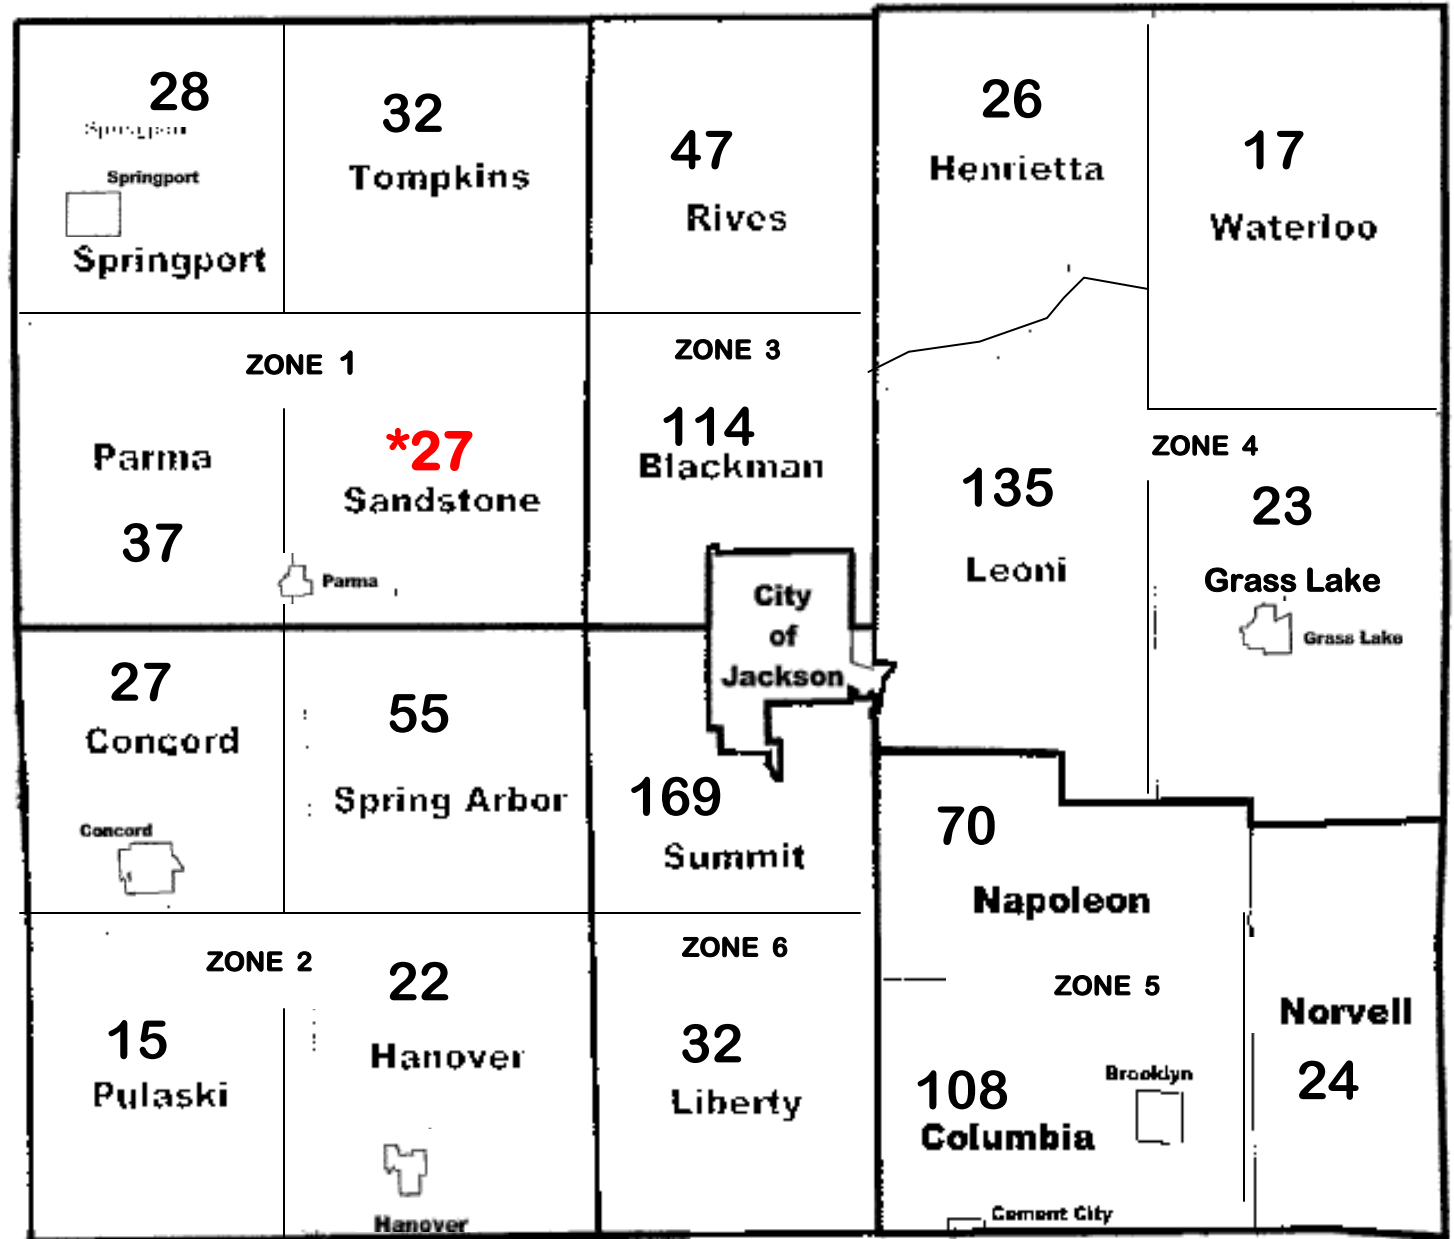 28
Springport
Springport
Springport
32
Tompkins
47
Rives
26
Henrietta
17
Waterloo
ZONE 1
Parma
37
*27
Sandstone
Parma
ZONE 3
114
Blackman
City
of
Jackson
135
Leoni
ZONE 4
23
Grass Lake
Grass Lake
27
Concord
Concord
55
Spring Arbor
169
Summit
70
Napoleon
ZONE 2
15
Pulaski
22
Hanover
Hanover
ZONE 6
32
Liberty
ZONE 5
108
Columbia
Brooklyn
Cement City
Norvell
24